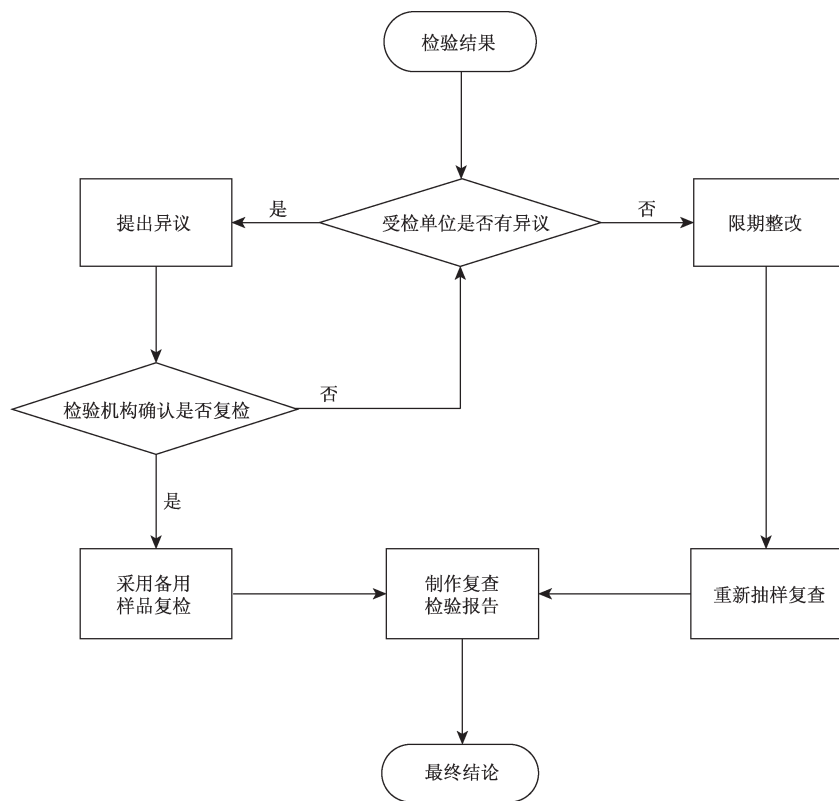 检验结果
提出异议
是
受检单位是否有异议
否
限期整改
检验机构确认是否复检
否
是
采用备用
样品复检
制作复查
检验报告
重新抽样复查
最终结论